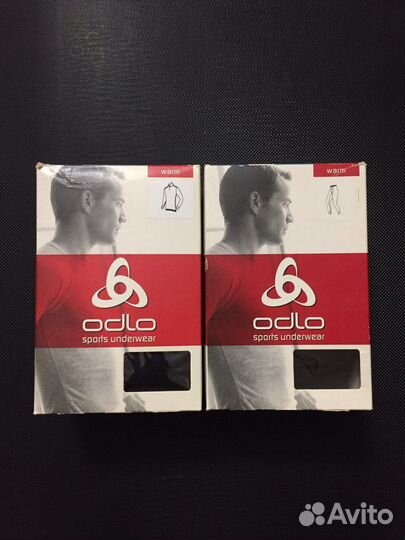 warm
odlo
sports underwear
warm
odlo
sports underwear
Avito